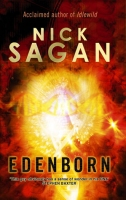 Acclaimed author of Idlewild
NICK
SAGAN
EDENBORN
STEPHEN BAXTER